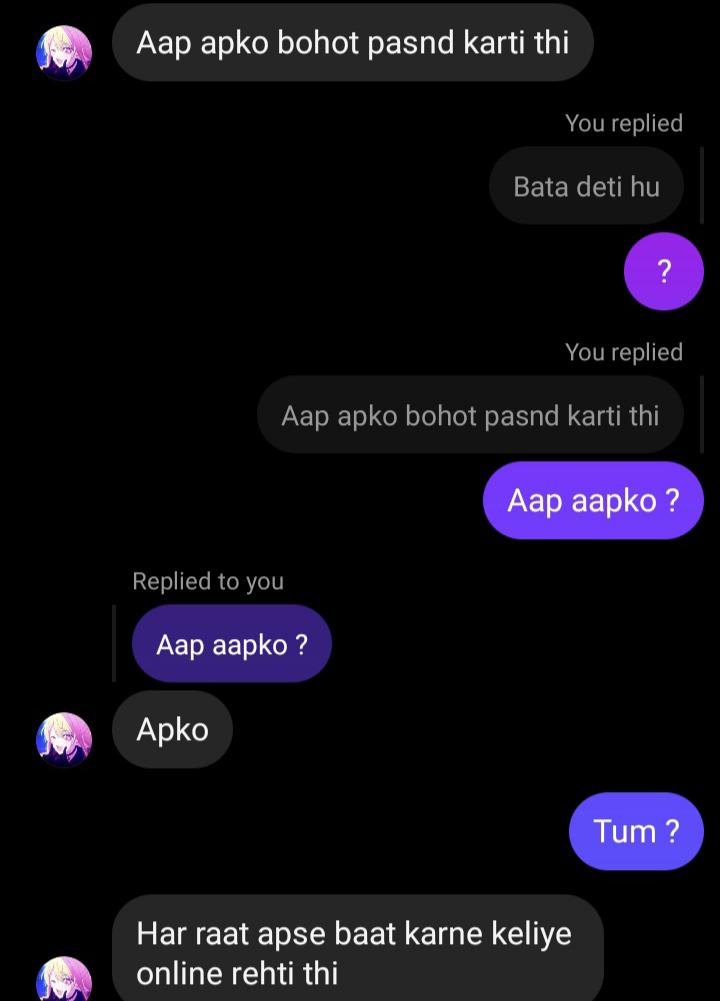 Aap apko bohot pasnd karti thi
You replied
Bata deti hu
?
You replied
Aap apko bohot pasnd karti thi
Aap aapko ?
Replied to you
Aap aapko ?
Apko
Tum ?
Har raat apse baat karne keliye
online rehti thi